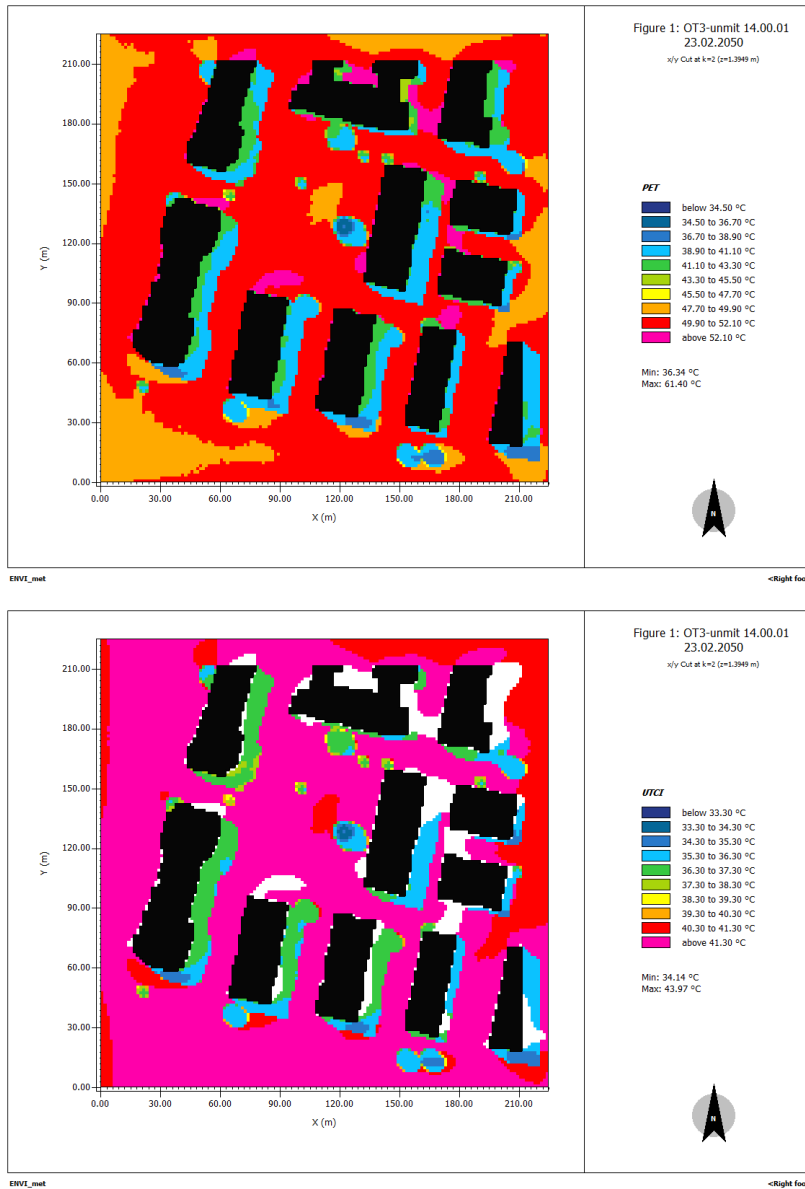 Figure 1: OT3-unmit 14.00.01
23.02.2050
x/y Cut at k=2 (z=1.3949 m)
210.00
180.00
150.00
120.00
90.00
60.00
30.00
0.00
Y (m)
0.00 30.00 60.00 90.00 120.00 150.00 180.00 210.00
X (m)
PET
below 34.50 °C
34.50 to 36.70 °C
36.70 to 38.90 °C
38.90 to 41.10 °C
41.10 to 43.30 °C
43.30 to 45.50 °C
45.50 to 47.70 °C
47.70 to 49.90 °C
49.90 to 52.10 °C
above 52.10 °C
Min: 36.34 °C
Max: 61.40 °C
N
ENVI_met
<Right foo
Figure 1: OT3-unmit 14.00.01
23.02.2050
x/y Cut at k=2 (z=1.3949 m)
210.00
180.00
150.00
120.00
90.00
60.00
30.00
0.00
Y (m)
0.00 30.00 60.00 90.00 120.00 150.00 180.00 210.00
X (m)
UTCI
below 33.30 °C
33.30 to 34.30 °C
34.30 to 35.30 °C
35.30 to 36.30 °C
36.30 to 37.30 °C
37.30 to 38.30 °C
38.30 to 39.30 °C
39.30 to 40.30 °C
40.30 to 41.30 °C
above 41.30 °C
Min: 34.14 °C
Max: 43.97 °C
N
ENVI_met
<Right foo